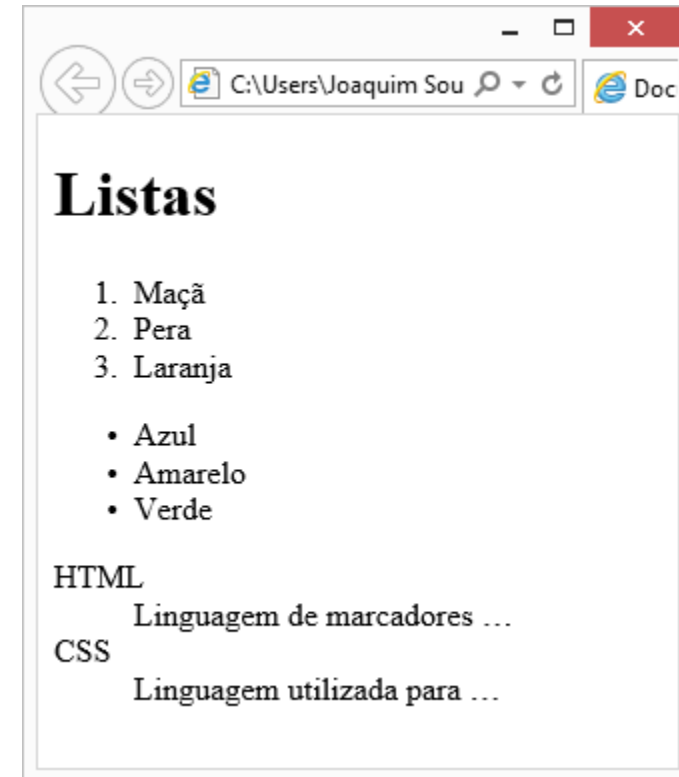 C:\Users\Joaquim Sou
Doc
Listas
1. Maçã
2. Pera
3. Laranja
• Azul
• Amarelo
• Verde
HTML
Linguagem de marcadores …
CSS
Linguagem utilizada para …